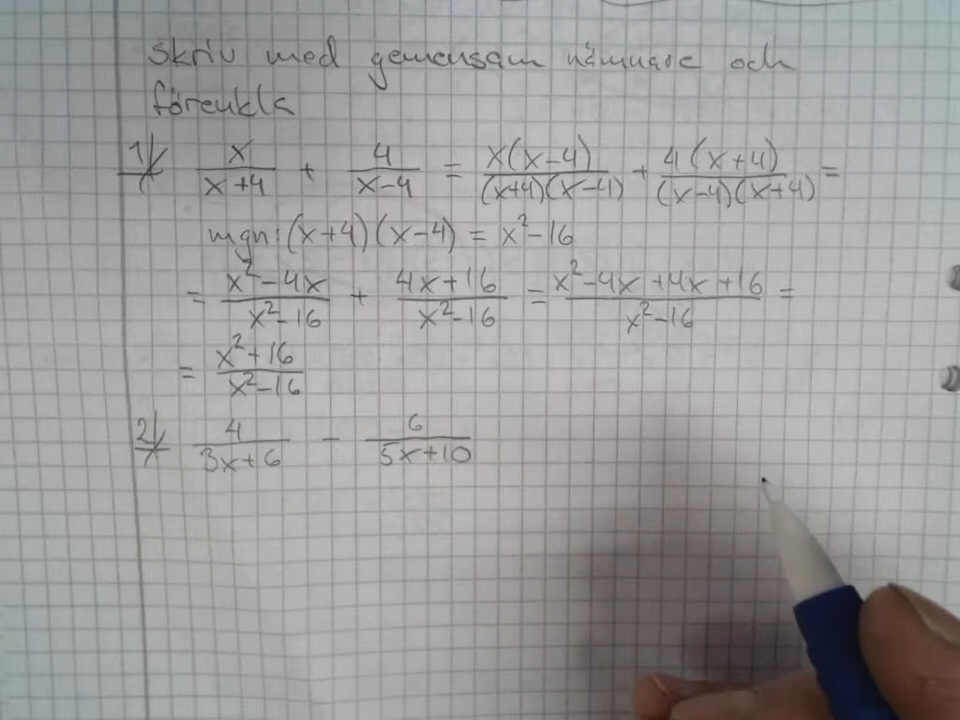 skriv med gemensam nämnare och
förenkla
1) x/(x+4) + 4/(x-4) = x(x-4)/((x+4)(x-4)) + 4(x+4)/((x-4)(x+4)) =
mgn: (x+4)(x-4) = x²-16
= (x²-4x)/(x²-16) + (4x+16)/(x²-16) = (x²-4x+4x+16)/(x²-16) =
= (x²+16)/(x²-16)
2) 4/(3x+6) - 6/(5x+10)